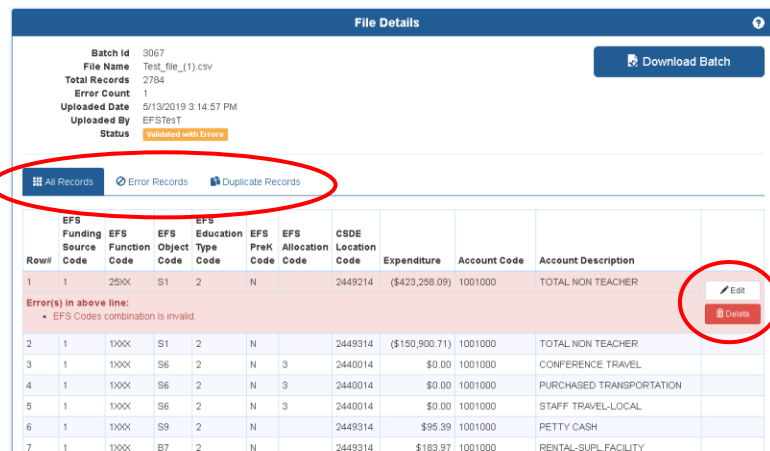 File Details
Batch Id 3067
File Name Test_file_(1).csv
Total Records 2784
Error Count 1
Uploaded Date 5/13/2019 3:14:57 PM
Uploaded By EFSTesT
Status Validated with Errors
Download Batch
All Records Error Records Duplicate Records
Row# EFS Funding Source Code EFS Function Code EFS Object Code EFS Education Type Code EFS PreK Code EFS Allocation Code CSDE Location Code Expenditure Account Code Account Description
1 1 25XX S1 2 N 2449214 ($423,258.09) 1001000 TOTAL NON TEACHER Edit
Error(s) in above line: Delete
• EFS Codes combination is invalid.
2 1 1XXX S1 2 N 2449314 ($150,900.71) 1001000 TOTAL NON TEACHER
3 1 1XXX S6 2 N 3 2440014 $0.00 1001000 CONFERENCE TRAVEL
4 1 1XXX S6 2 N 3 2440014 $0.00 1001000 PURCHASED TRANSPORTATION
5 1 1XXX S6 2 N 3 2440014 $0.00 1001000 STAFF TRAVEL-LOCAL
6 1 1XXX S9 2 N 2449314 $95.39 1001000 PETTY CASH
7 1 1XXX B7 2 N 2449314 $183.97 1001000 RENTAL-SUPL.FACILITY